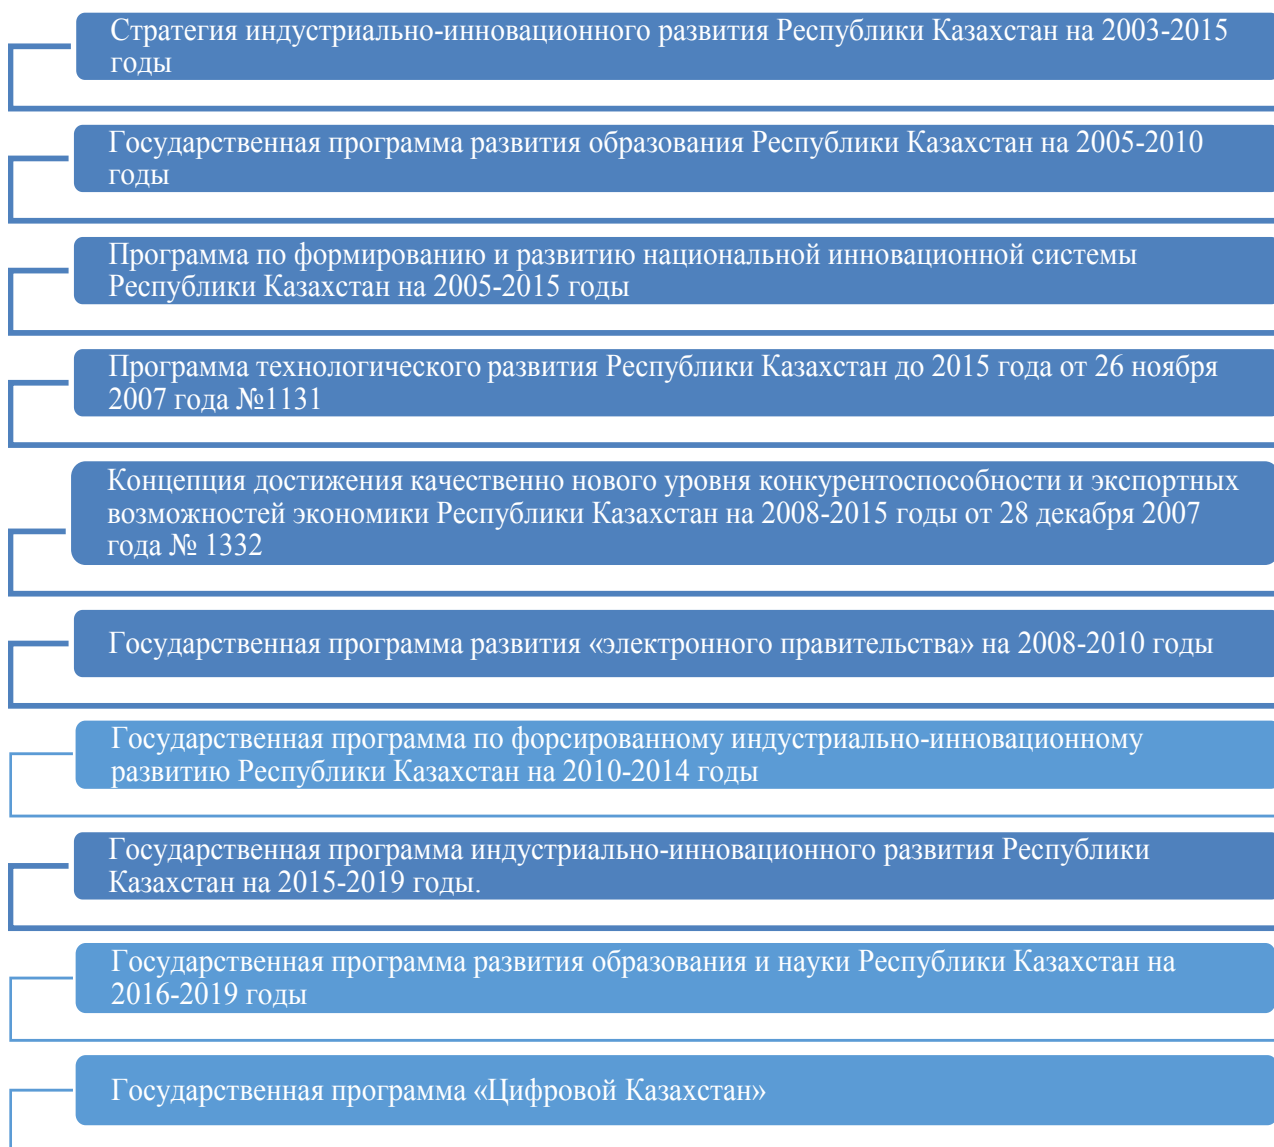 Стратегия индустриально-инновационного развития Республики Казахстан на 2003-2015
годы
Государственная программа развития образования Республики Казахстан на 2005-2010
годы
Программа по формированию и развитию национальной инновационной системы
Республики Казахстан на 2005-2015 годы
Программа технологического развития Республики Казахстан до 2015 года от 26 ноября
2007 года №1131
Концепция достижения качественно нового уровня конкурентоспособности и экспортных
возможностей экономики Республики Казахстан на 2008-2015 годы от 28 декабря 2007
года № 1332
Государственная программа развития «электронного правительства» на 2008-2010 годы
Государственная программа по форсированному индустриально-инновационному
развитию Республики Казахстан на 2010-2014 годы
Государственная программа индустриально-инновационного развития Республики
Казахстан на 2015-2019 годы.
Государственная программа развития образования и науки Республики Казахстан на
2016-2019 годы
Государственная программа «Цифровой Казахстан»